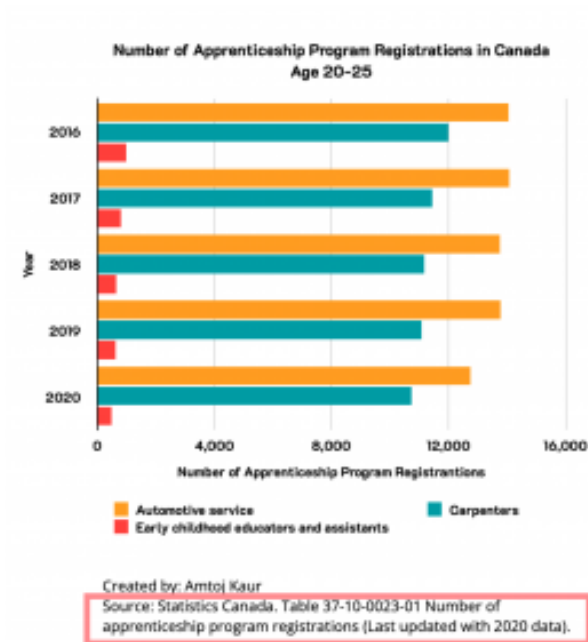 Number of Apprenticeship Program Registrations in Canada
Age 20-25
2016
2017
2018
2019
2020
Year
0 4,000 8,000 12,000 16,000
Number of Apprenticeship Program Registrantions
Automotive service Carpenters
Early childhood educators and assistants
Created by: Amtoj Kaur
Source: Statistics Canada. Table 37-10-0023-01 Number of
apprenticeship program registrations (Last updated with 2020 data).